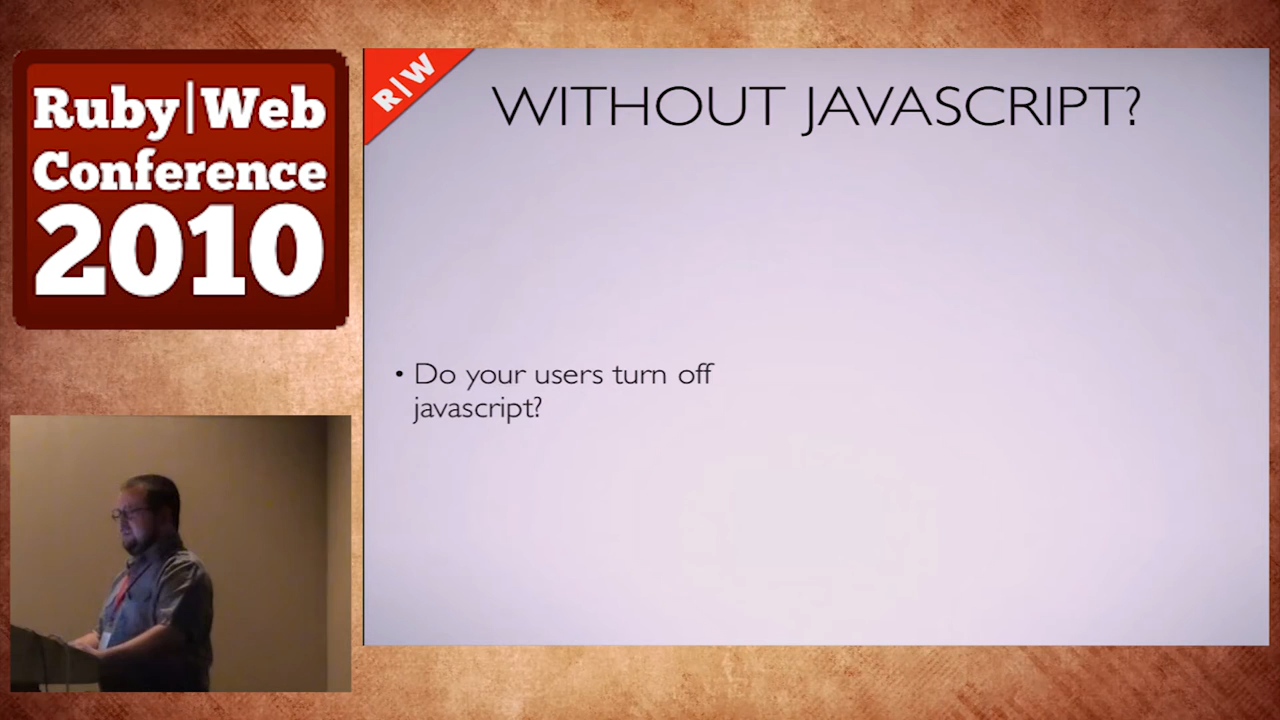 Ruby|Web
Conference
2010
R|W
WITHOUT JAVASCRIPT?
• Do your users turn off
javascript?